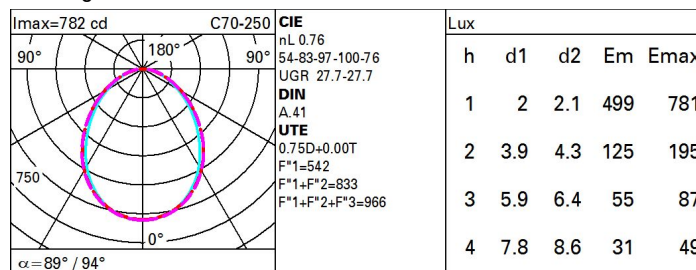 Imax=782 cd C70-250
90° 180° 90°
750
0°
α=89° / 94°
CIE
nL 0.76
54-83-97-100-76
UGR 27.7-27.7
DIN
A.41
UTE
0.75D+0.00T
F"1=542
F"1+F"2=833
F"1+F"2+F"3=966
Lux
h d1 d2 Em Emax
1 2 2.1 499 781
2 3.9 4.3 125 195
3 5.9 6.4 55 87
4 7.8 8.6 31 49